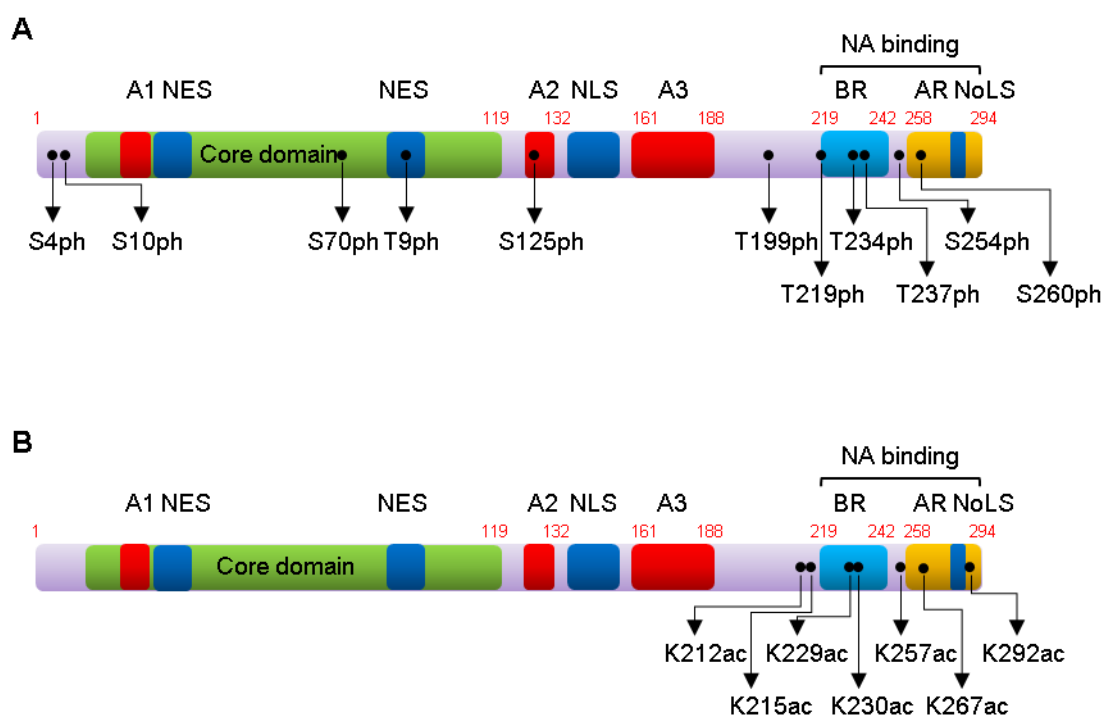 A
NA binding
A1 NES NES A2 NLS A3 BR AR NoLS
1 119 132 161 188 219 242 258 294
Core domain
S4ph S10ph S70ph T9ph S125ph T199ph T234ph S254ph
T219ph T237ph S260ph
B
NA binding
A1 NES NES A2 NLS A3 BR AR NoLS
1 119 132 161 188 219 242 258 294
Core domain
K212ac K229ac K257ac K292ac
K215ac K230ac K267ac